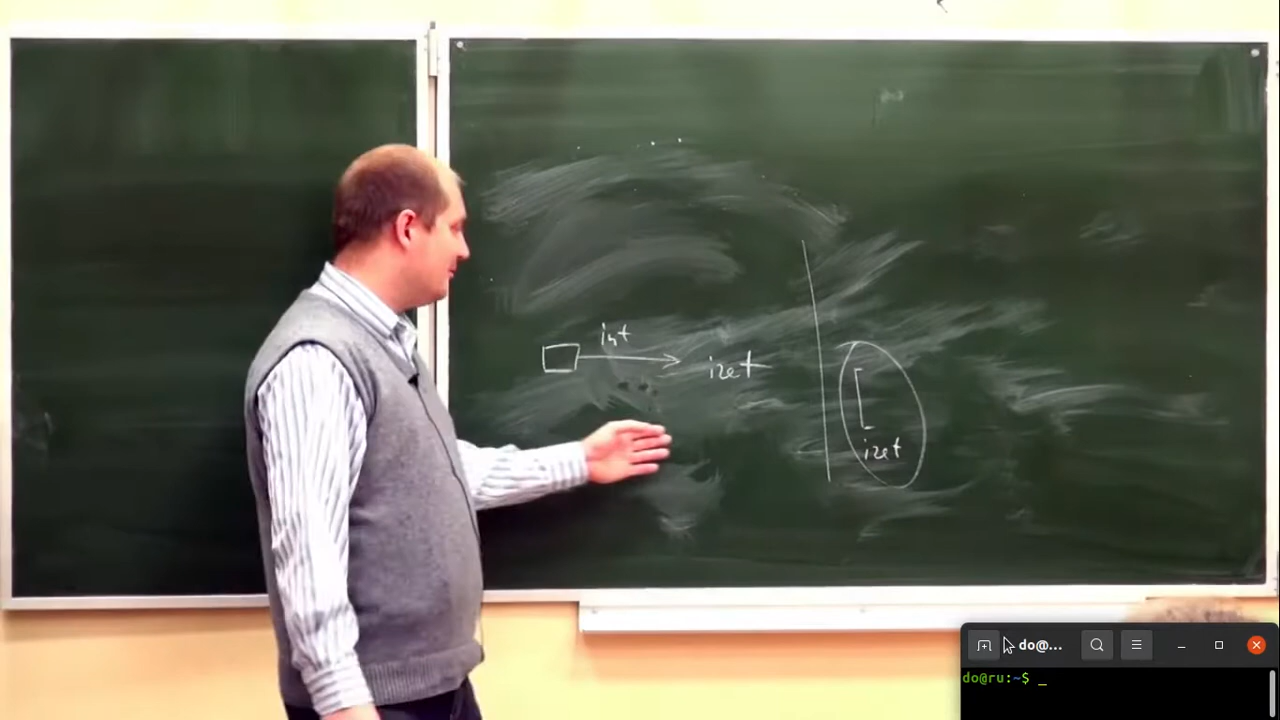 int
iret
iret
do@...
do@ru:~$ _